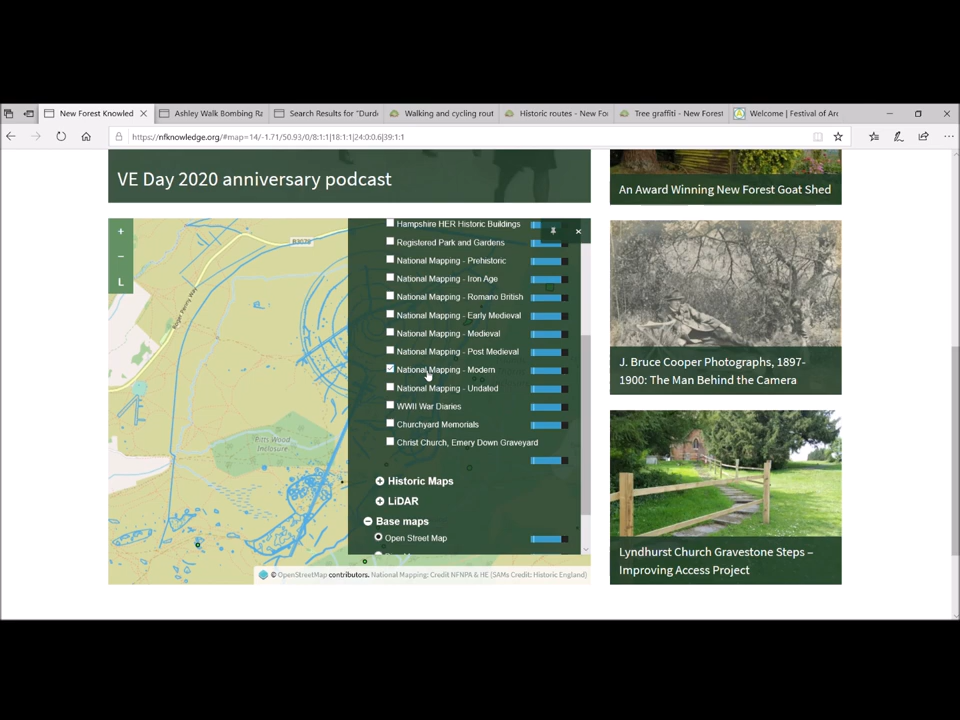 New Forest Knowled
Ashley Walk Bombing Ra
Search Results for "Durd
Walking and cycling rout
Historic routes - New Fo
Tree graffiti - New Forest
Welcome | Festival of Arc
https://nfknowledge.org/#map=14/-1.71/50.93/0/8:1:1|18:1:1|24:0:0.6|39:1:1
VE Day 2020 anniversary podcast
An Award Winning New Forest Goat Shed
+
−
L
B3078
Roger Penny Way
Pitts Wood
Inclosure
Hampshire HER Historic Buildings
Registered Park and Gardens
National Mapping - Prehistoric
National Mapping - Iron Age
National Mapping - Romano British
National Mapping - Early Medieval
National Mapping - Medieval
National Mapping - Post Medieval
National Mapping - Modern
National Mapping - Undated
WWII War Diaries
Churchyard Memorials
Christ Church, Emery Down Graveyard
Historic Maps
LiDAR
Base maps
Open Street Map
© OpenStreetMap contributors. National Mapping: Credit NFNPA & HE (SAMs Credit: Historic England)
J. Bruce Cooper Photographs, 1897-
1900: The Man Behind the Camera
Lyndhurst Church Gravestone Steps –
Improving Access Project